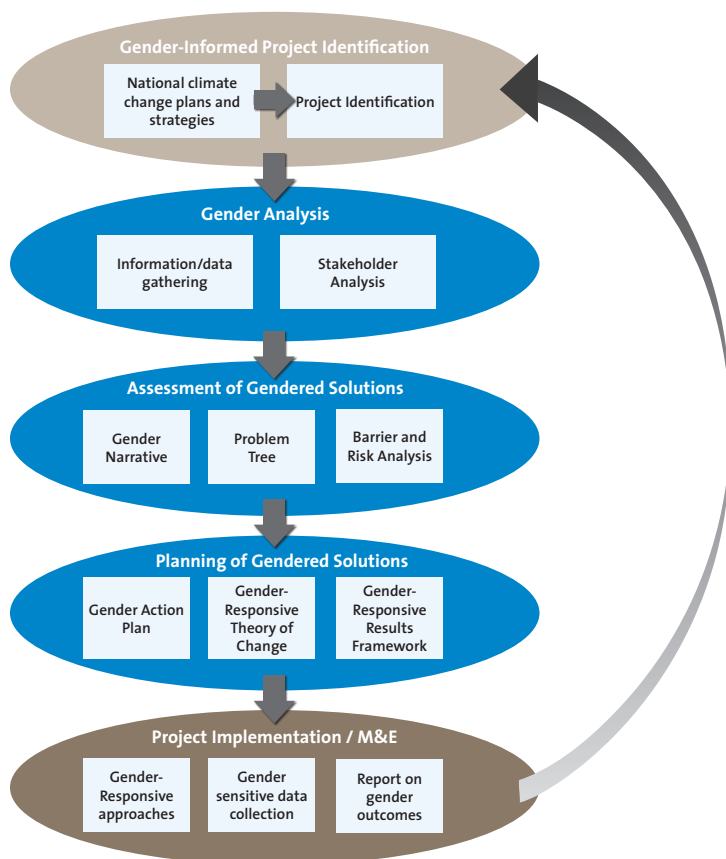 Gender-Informed Project Identification
National climate
change plans and
strategies
Project Identification
Gender Analysis
Information/data
gathering
Stakeholder
Analysis
Assessment of Gendered Solutions
Gender
Narrative
Problem
Tree
Barrier and
Risk Analysis
Planning of Gendered Solutions
Gender Action
Plan
Gender-
Responsive
Theory of
Change
Gender-
Responsive
Results
Framework
Project Implementation / M&E
Gender-
Responsive
approaches
Gender
sensitive data
collection
Report on
gender
outcomes